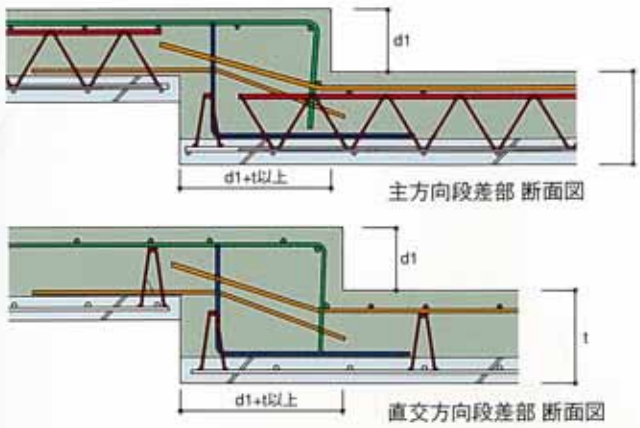 d1
d1+t以上
主方向段差部 断面図
d1
t
d1+t以上
直交方向段差部 断面図